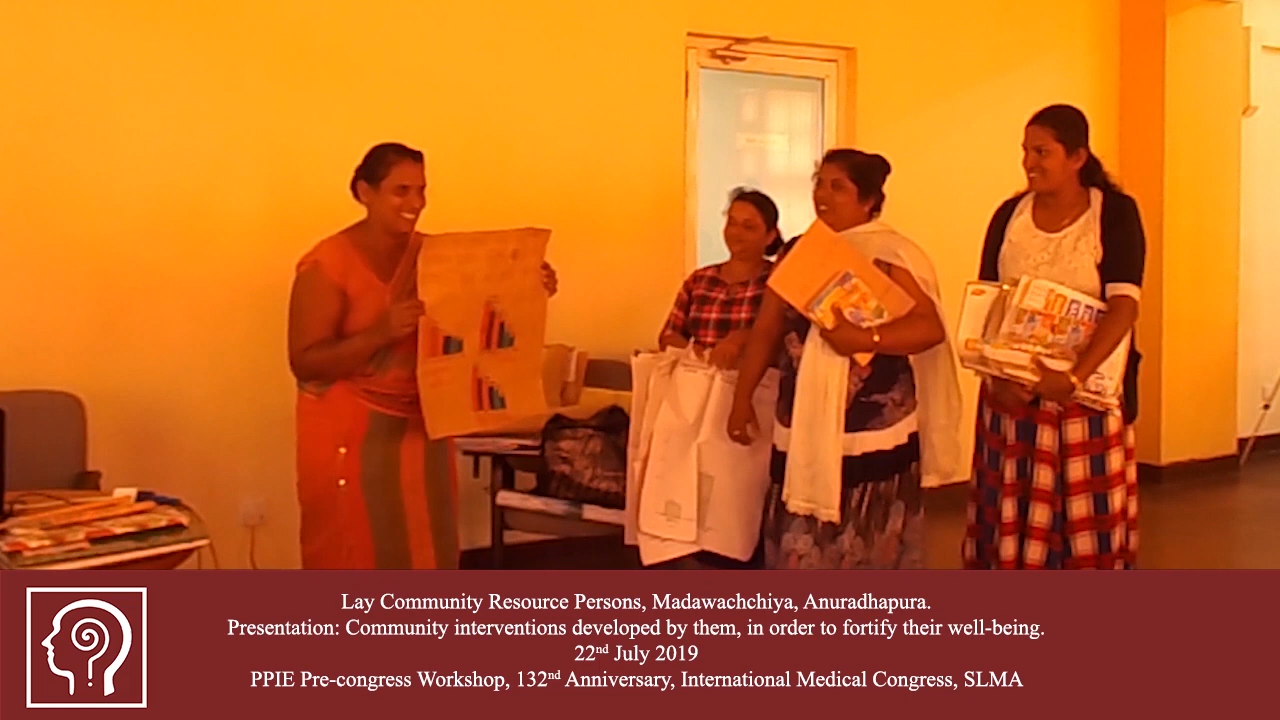 Lay Community Resource Persons, Madawachchiya, Anuradhapura.
Presentation: Community interventions developed by them, in order to fortify their well-being.
22nd July 2019
PPIE Pre-congress Workshop, 132nd Anniversary, International Medical Congress, SLMA